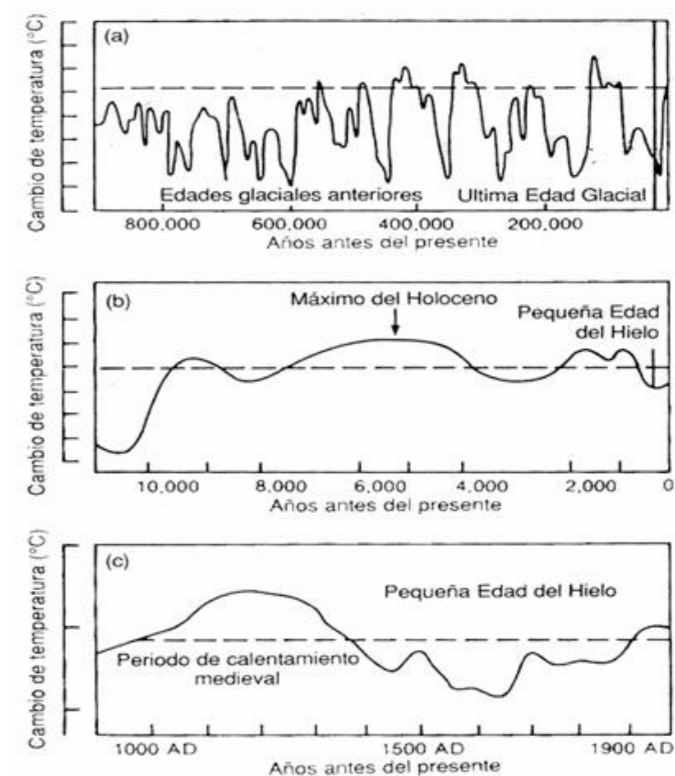 Cambio de temperatura (°C)
(a)
Edades glaciales anteriores
Ultima Edad Glacial
800.000 600.000 400.000 200.000
Años antes del presente
Cambio de temperatura (°C)
(b)
Máximo del Holoceno
Pequeña Edad
del Hielo
10,000 8,000 6,000 4,000 2,000 0
Años antes del presente
Cambio de temperatura (°C)
(c)
Pequeña Edad del Hielo
Periodo de calentamiento
medieval
1000 AD 1500 AD 1900 AD
Años antes del presente